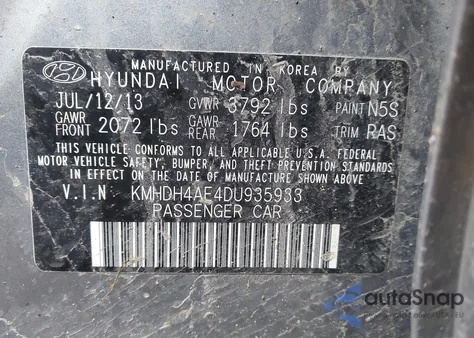 MANUFACTURED IN KOREA BY
HYUNDAI MOTOR COMPANY
JUL/12/13 GVWR 3792 lbs PAINT N5S
GAWR FRONT 2072 lbs GAWR REAR 1764 lbs TRIM RAS
THIS VEHICLE CONFORMS TO ALL APPLICABLE U.S.A. FEDERAL
MOTOR VEHICLE SAFETY, BUMPER, AND THEFT PREVENTION STANDARDS
IN EFFECT ON THE DATE OF MANUFACTURE SHOWN ABOVE.
V.I.N: KMHDH4AE4DU935933
PASSENGER CAR
autoSnap